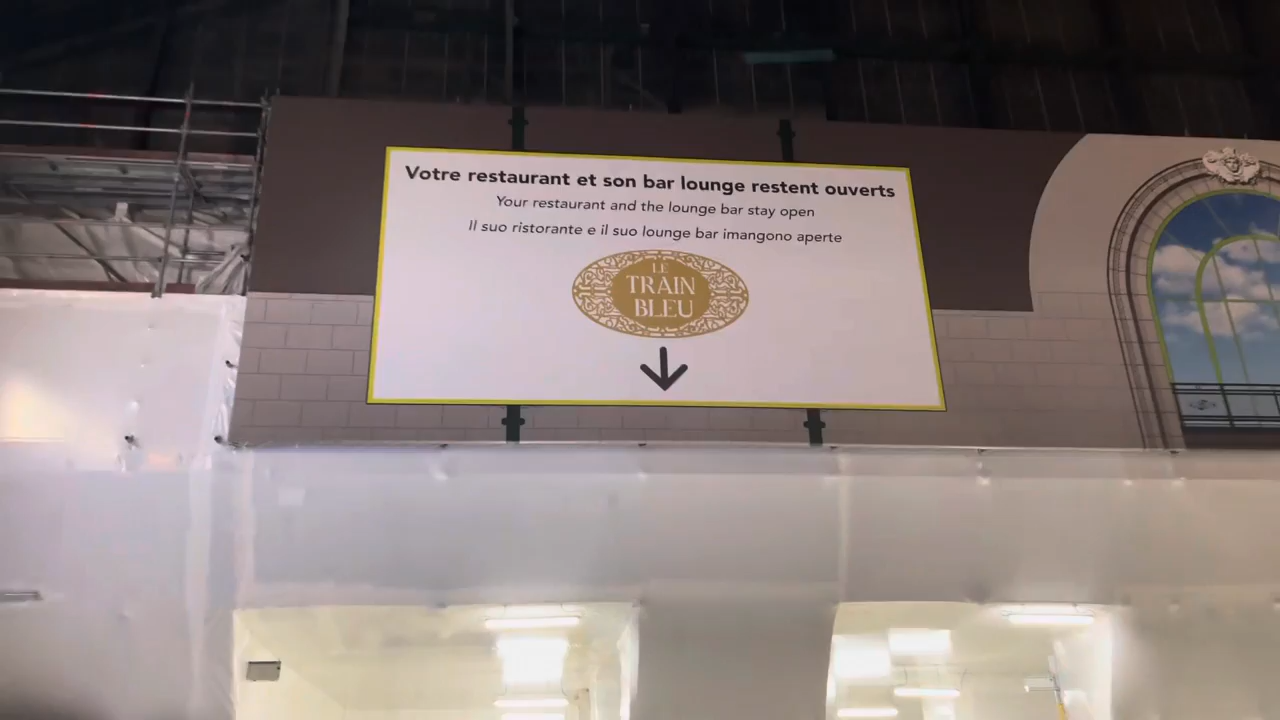 Votre restaurant et son bar lounge restent ouverts
Your restaurant and the lounge bar stay open
Il suo ristorante e il suo lounge bar imangono aperte
LE
TRAIN
BLEU